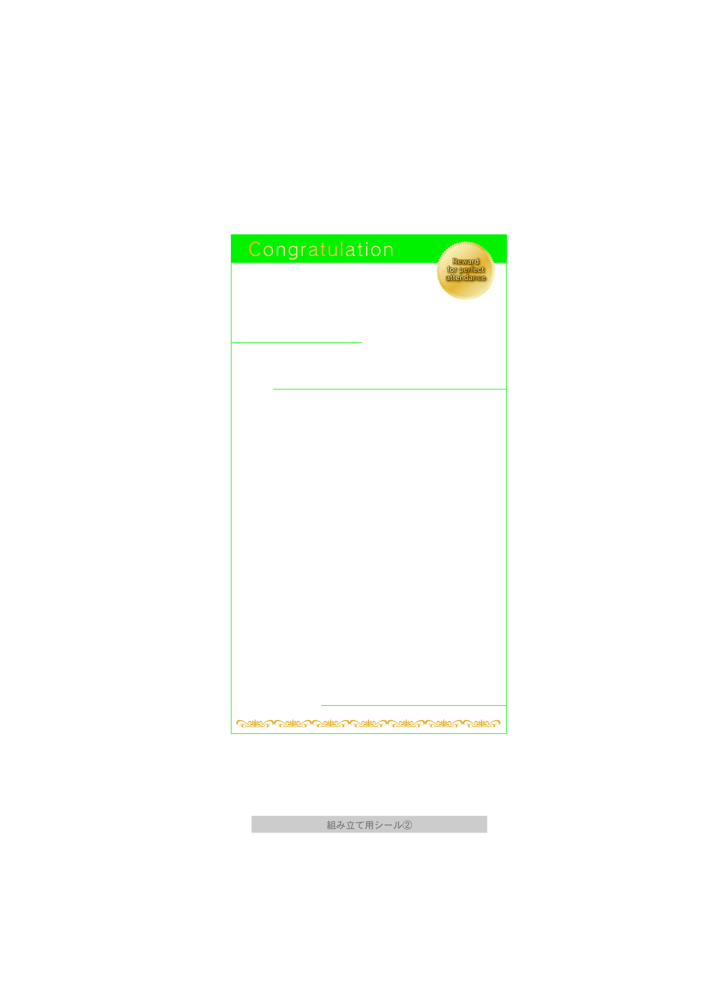 Congratulation
Reward
for perfect
attendance
組み立て用シール②